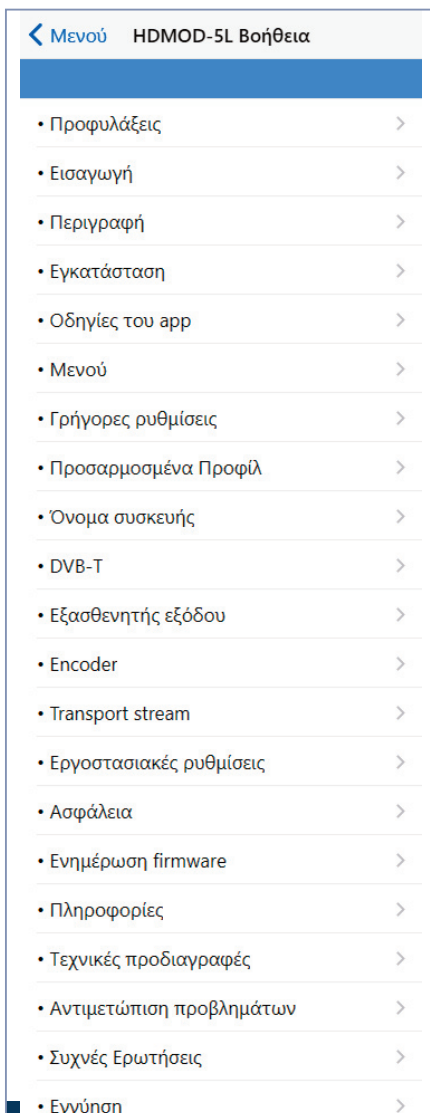 Μενού HDMOD-5L Βοήθεια
• Προφυλάξεις
• Εισαγωγή
• Περιγραφή
• Εγκατάσταση
• Οδηγίες του app
• Μενού
• Γρήγορες ρυθμίσεις
• Προσαρμοσμένα Προφίλ
• Όνομα συσκευής
• DVB-T
• Εξασθενητής εξόδου
• Encoder
• Transport stream
• Εργοστασιακές ρυθμίσεις
• Ασφάλεια
• Ενημέρωση firmware
• Πληροφορίες
• Τεχνικές προδιαγραφές
• Αντιμετώπιση προβλημάτων
• Συχνές Ερωτήσεις
• Εγγύηση